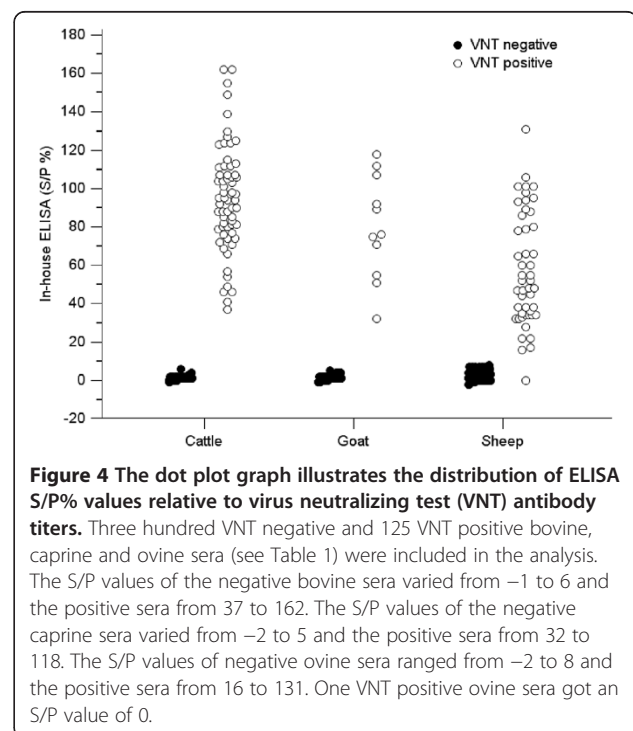 180
160
140
120
100
80
60
40
20
0
-20
In-house ELISA (S/P %)
VNT negative
VNT positive
Cattle Goat Sheep
Figure 4 The dot plot graph illustrates the distribution of ELISA
S/P% values relative to virus neutralizing test (VNT) antibody
titers. Three hundred VNT negative and 125 VNT positive bovine,
caprine and ovine sera (see Table 1) were included in the analysis.
The S/P values of the negative bovine sera varied from −1 to 6 and
the positive sera from 37 to 162. The S/P values of the negative
caprine sera varied from −2 to 5 and the positive sera from 32 to
118. The S/P values of negative ovine sera ranged from −2 to 8 and
the positive sera from 16 to 131. One VNT positive ovine sera got an
S/P value of 0.